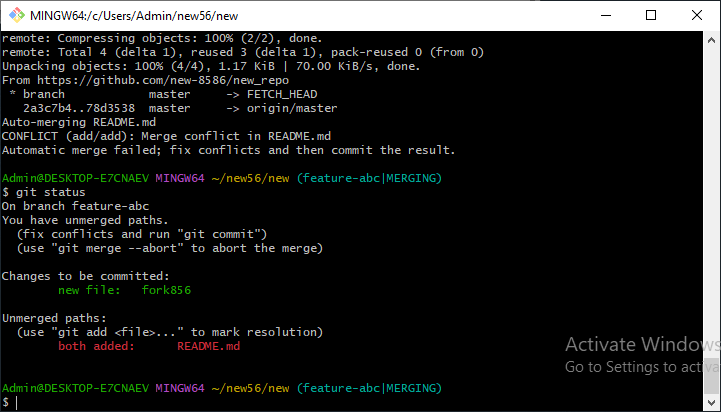 MINGW64:/c/Users/Admin/new56/new
remote: Compressing objects: 100% (2/2), done.
remote: Total 4 (delta 1), reused 3 (delta 1), pack-reused 0 (from 0)
Unpacking objects: 100% (4/4), 1.17 KiB | 70.00 KiB/s, done.
From https://github.com/new-8586/new_repo
 * branch            master     -> FETCH_HEAD
   2a3c7b4..78d3538  master     -> origin/master
Auto-merging README.md
CONFLICT (add/add): Merge conflict in README.md
Automatic merge failed; fix conflicts and then commit the result.
Admin@DESKTOP-E7CNAEV MINGW64 ~/new56/new (feature-abc|MERGING)
$ git status
On branch feature-abc
You have unmerged paths.
  (fix conflicts and run "git commit")
  (use "git merge --abort" to abort the merge)
Changes to be committed:
        new file:   fork856
Unmerged paths:
  (use "git add <file>..." to mark resolution)
        both added:      README.md
Activate Windows
Go to Settings to activa
Admin@DESKTOP-E7CNAEV MINGW64 ~/new56/new (feature-abc|MERGING)
$